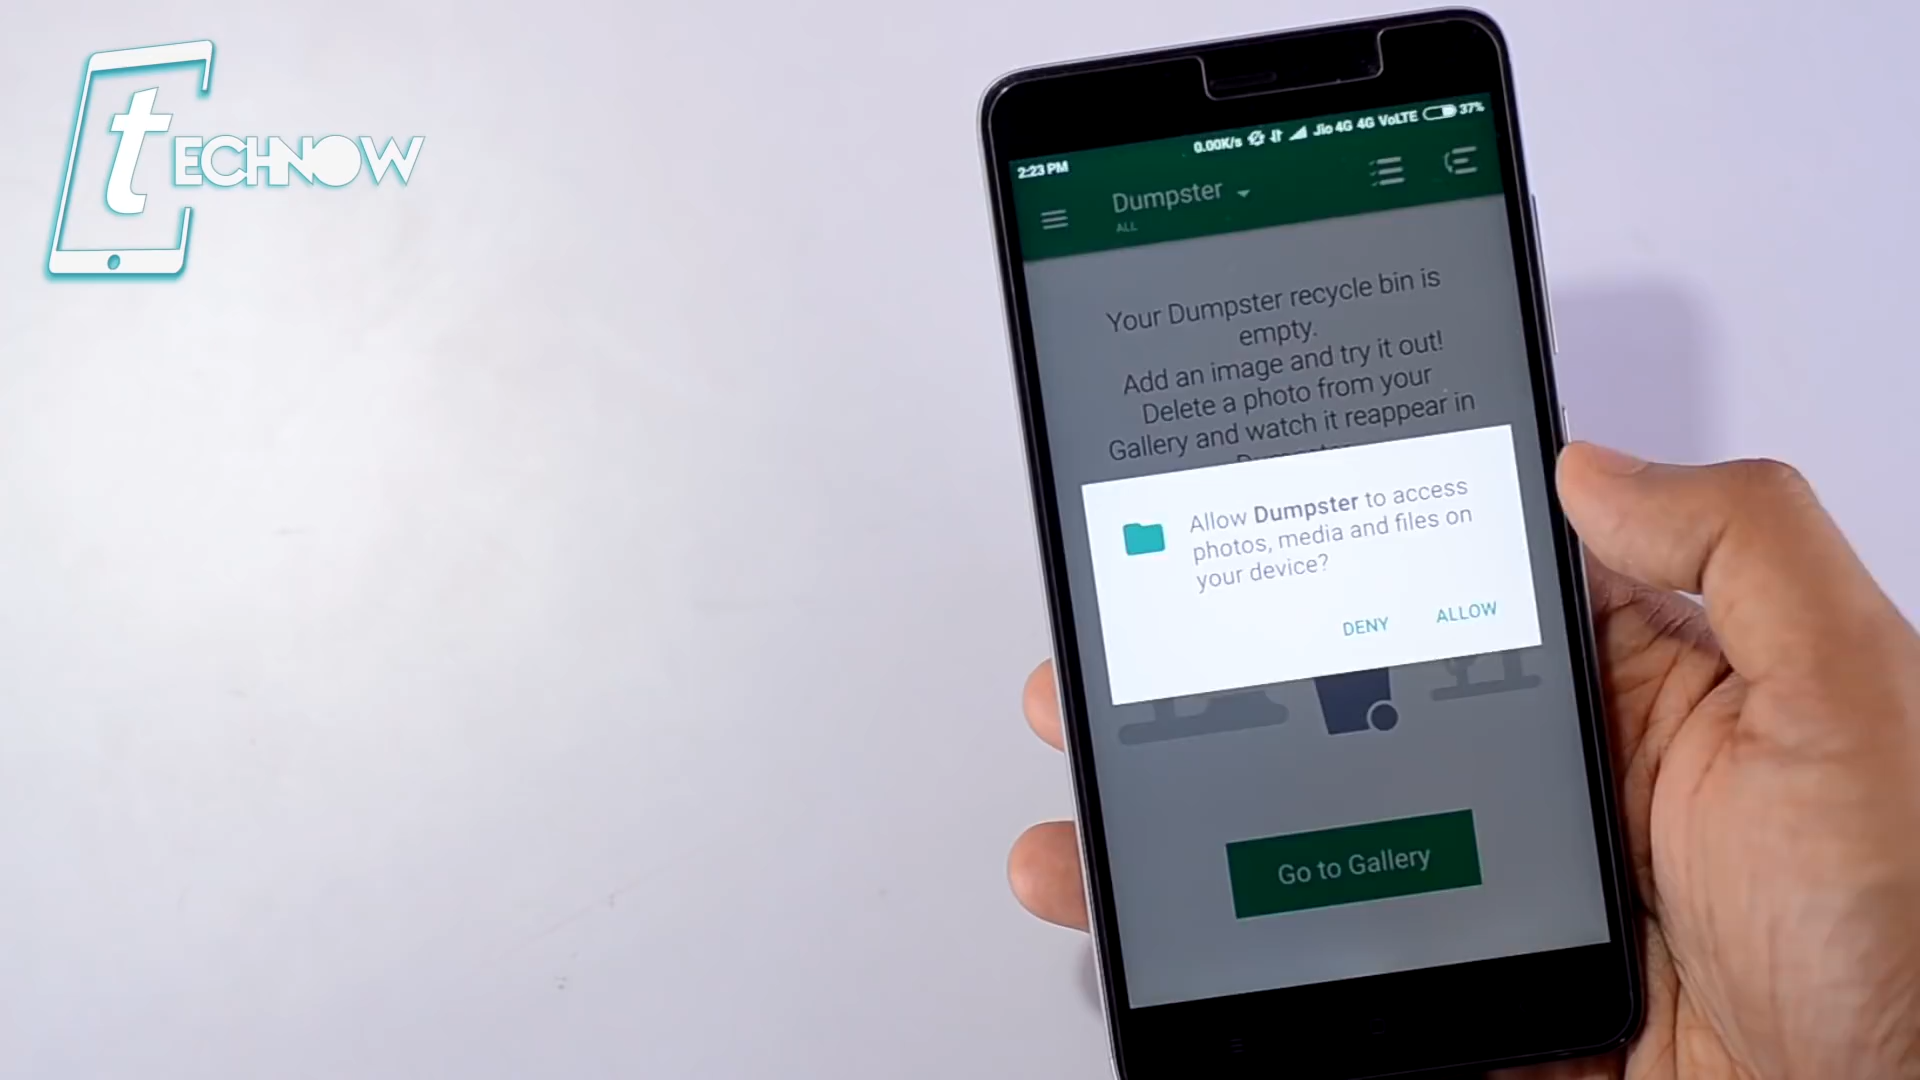 tECHNOW
2:23 PM 0.00K/s Jio 4G 4G VoLTE 37%
Dumpster
ALL
Your Dumpster recycle bin is
empty.
Add an image and try it out!
Delete a photo from your
Gallery and watch it reappear in
Allow Dumpster to access
photos, media and files on
your device?
DENY ALLOW
Go to Gallery